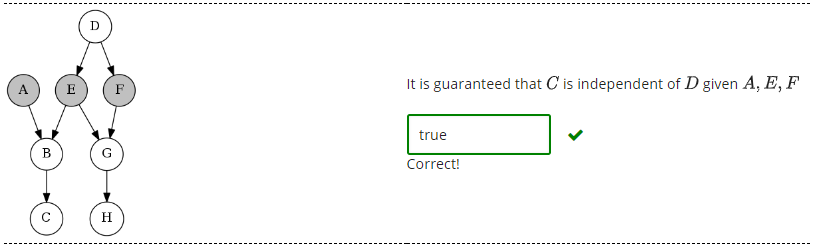 D
A E F
It is guaranteed that C is independent of D given A, E, F
true
B G
Correct!
C H